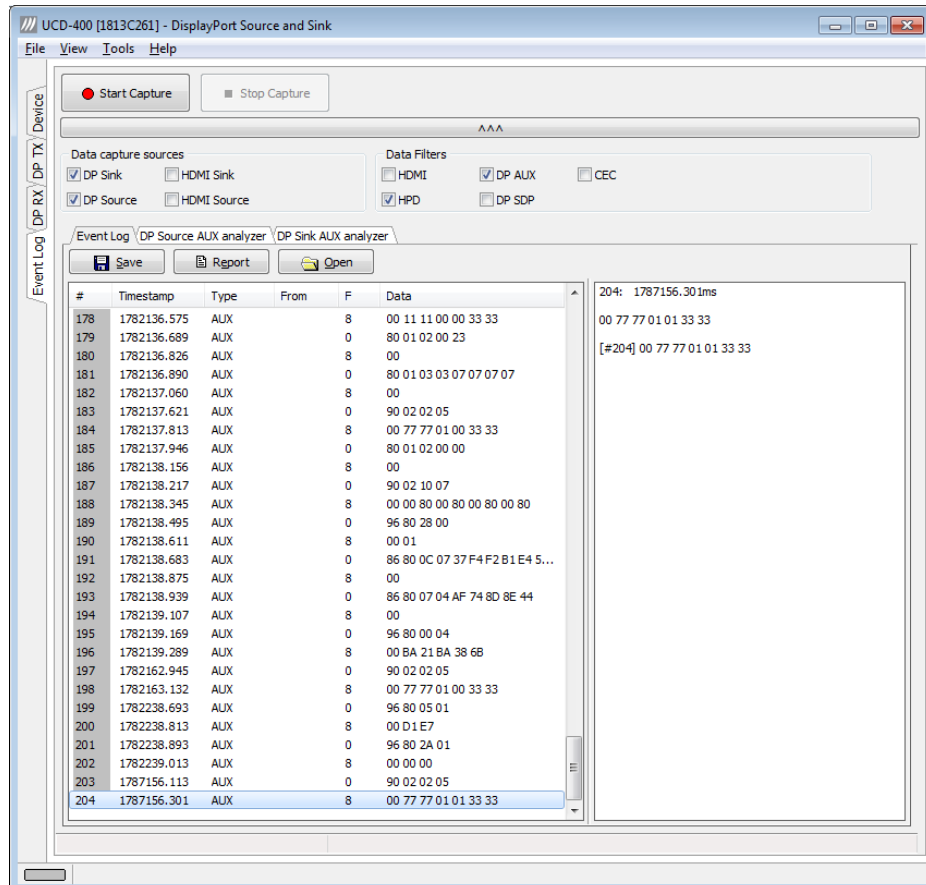 UCD-400 [1813C261] - DisplayPort Source and Sink
File View Tools Help
Device
DP TX
DP RX
Event Log
Start Capture Stop Capture
^^^
Data capture sources Data Filters
DP Sink HDMI Sink HDMI DP AUX CEC
DP Source HDMI Source HPD DP SDP
Event Log DP Source AUX analyzer DP Sink AUX analyzer
Save Report Open
# Timestamp Type From F Data
178 1782136.575 AUX 8 00 11 11 00 00 33 33
179 1782136.689 AUX 0 80 01 02 00 23
180 1782136.826 AUX 8 00
181 1782136.890 AUX 0 80 01 03 03 07 07 07 07
182 1782137.060 AUX 8 00
183 1782137.621 AUX 0 90 02 02 05
184 1782137.813 AUX 8 00 77 77 01 00 33 33
185 1782137.946 AUX 0 80 01 02 00 00
186 1782138.156 AUX 8 00
187 1782138.217 AUX 0 90 02 10 07
188 1782138.345 AUX 8 00 00 80 00 80 00 80 00 80
189 1782138.495 AUX 0 96 80 28 00
190 1782138.611 AUX 8 00 01
191 1782138.683 AUX 0 86 80 0C 07 37 F4 F2 B1 E4 5...
192 1782138.875 AUX 8 00
193 1782138.939 AUX 0 86 80 07 04 AF 74 8D 8E 44
194 1782139.107 AUX 8 00
195 1782139.169 AUX 0 96 80 00 04
196 1782139.289 AUX 8 00 BA 21 BA 38 6B
197 1782162.945 AUX 0 90 02 02 05
198 1782163.132 AUX 8 00 77 77 01 00 33 33
199 1782238.693 AUX 0 96 80 05 01
200 1782238.813 AUX 8 00 D1 E7
201 1782238.893 AUX 0 96 80 2A 01
202 1782239.013 AUX 8 00 00 00
203 1787156.113 AUX 0 90 02 02 05
204 1787156.301 AUX 8 00 77 77 01 01 33 33
204: 1787156.301ms
00 77 77 01 01 33 33
[#204] 00 77 77 01 01 33 33